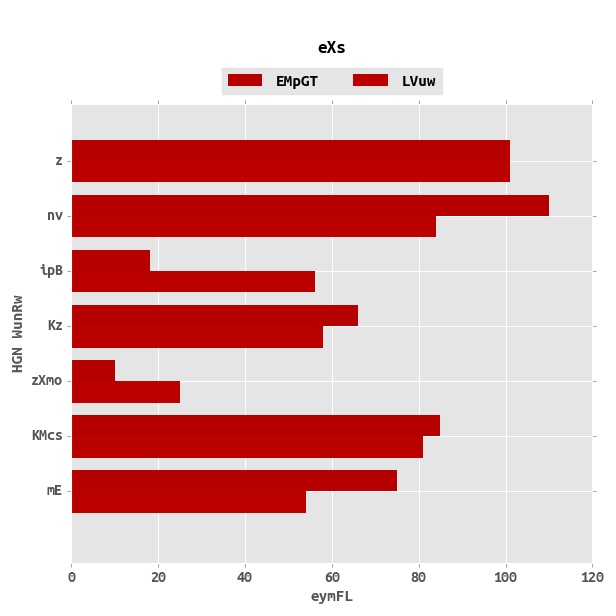 eXs
EMpGT LVuw
z
nv
ipB
Kz
zXmo
KMcs
mE
HGN WunRw
0 20 40 60 80 100 120
eymFL